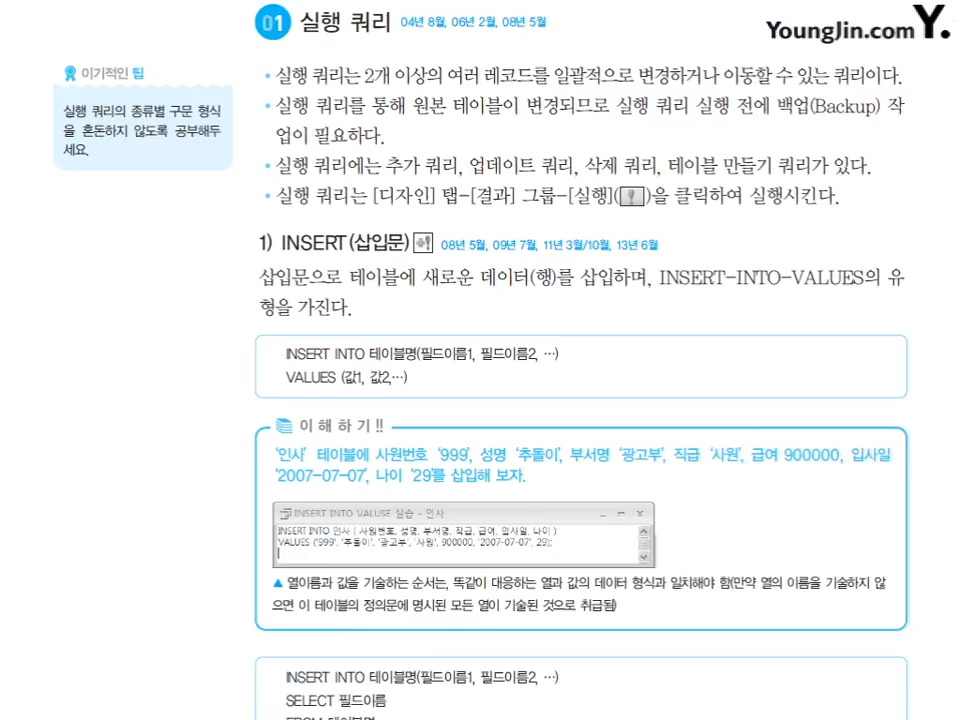 01 실행 쿼리 04년 8월, 06년 2월, 08년 5월
YoungJin.com Y.
이기적인 팁
실행 쿼리의 종류별 구문 형식
을 혼돈하지 않도록 공부해두
세요.
• 실행 쿼리는 2개 이상의 여러 레코드를 일괄적으로 변경하거나 이동할 수 있는 쿼리이다.
• 실행 쿼리를 통해 원본 테이블이 변경되므로 실행 쿼리 실행 전에 백업(Backup) 작
업이 필요하다.
• 실행 쿼리에는 추가 쿼리, 업데이트 쿼리, 삭제 쿼리, 테이블 만들기 쿼리가 있다.
• 실행 쿼리는 [디자인] 탭-[결과] 그룹-[실행](!)을 클릭하여 실행시킨다.
1) INSERT(삽입문) 08년 5월, 09년 7월, 11년 3월/10월, 13년 6월
삽입문으로 테이블에 새로운 데이터(행)를 삽입하며, INSERT-INTO-VALUES의 유
형을 가진다.
INSERT INTO 테이블명(필드이름1, 필드이름2, …)
VALUES (값1, 값2,…)
이해하기!!
'인사' 테이블에 사원번호 '999', 성명 '추돌이', 부서명 '광고부', 직급 '사원', 급여 900000, 입사일
'2007-07-07', 나이 '29'를 삽입해 보자.
INSERT INTO VALUSE 실습 - 인사
INSERT INTO 인사 ( 사원번호, 성명, 부서명, 직급, 급여, 입사일, 나이 )
VALUES ('999', '추돌이', '광고부', '사원', 900000, '2007-07-07', 29);
▲ 열이름과 값을 기술하는 순서는, 똑같이 대응하는 열과 값의 데이터 형식과 일치해야 함(만약 열의 이름을 기술하지 않
으면 이 테이블의 정의문에 명시된 모든 열이 기술된 것으로 취급됨)
INSERT INTO 테이블명(필드이름1, 필드이름2, …)
SELECT 필드이름
FROM 테이블명